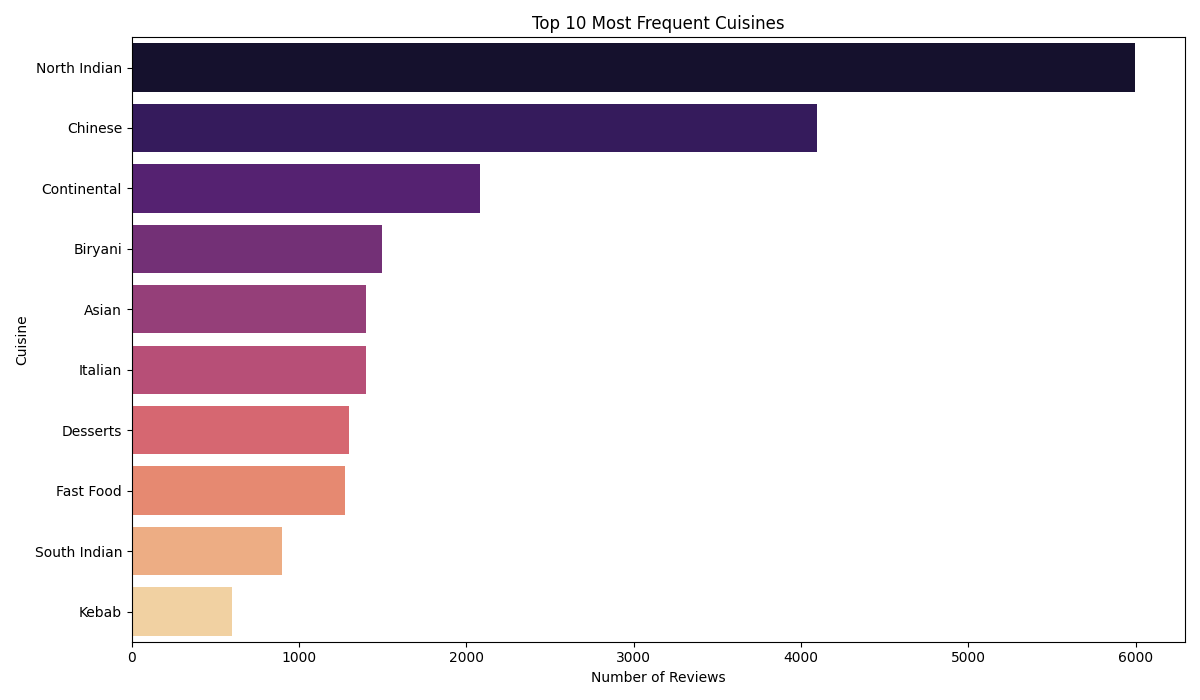 Top 10 Most Frequent Cuisines
North Indian
Chinese
Continental
Biryani
Asian
Italian
Desserts
Fast Food
South Indian
Kebab
Cuisine
0 1000 2000 3000 4000 5000 6000
Number of Reviews